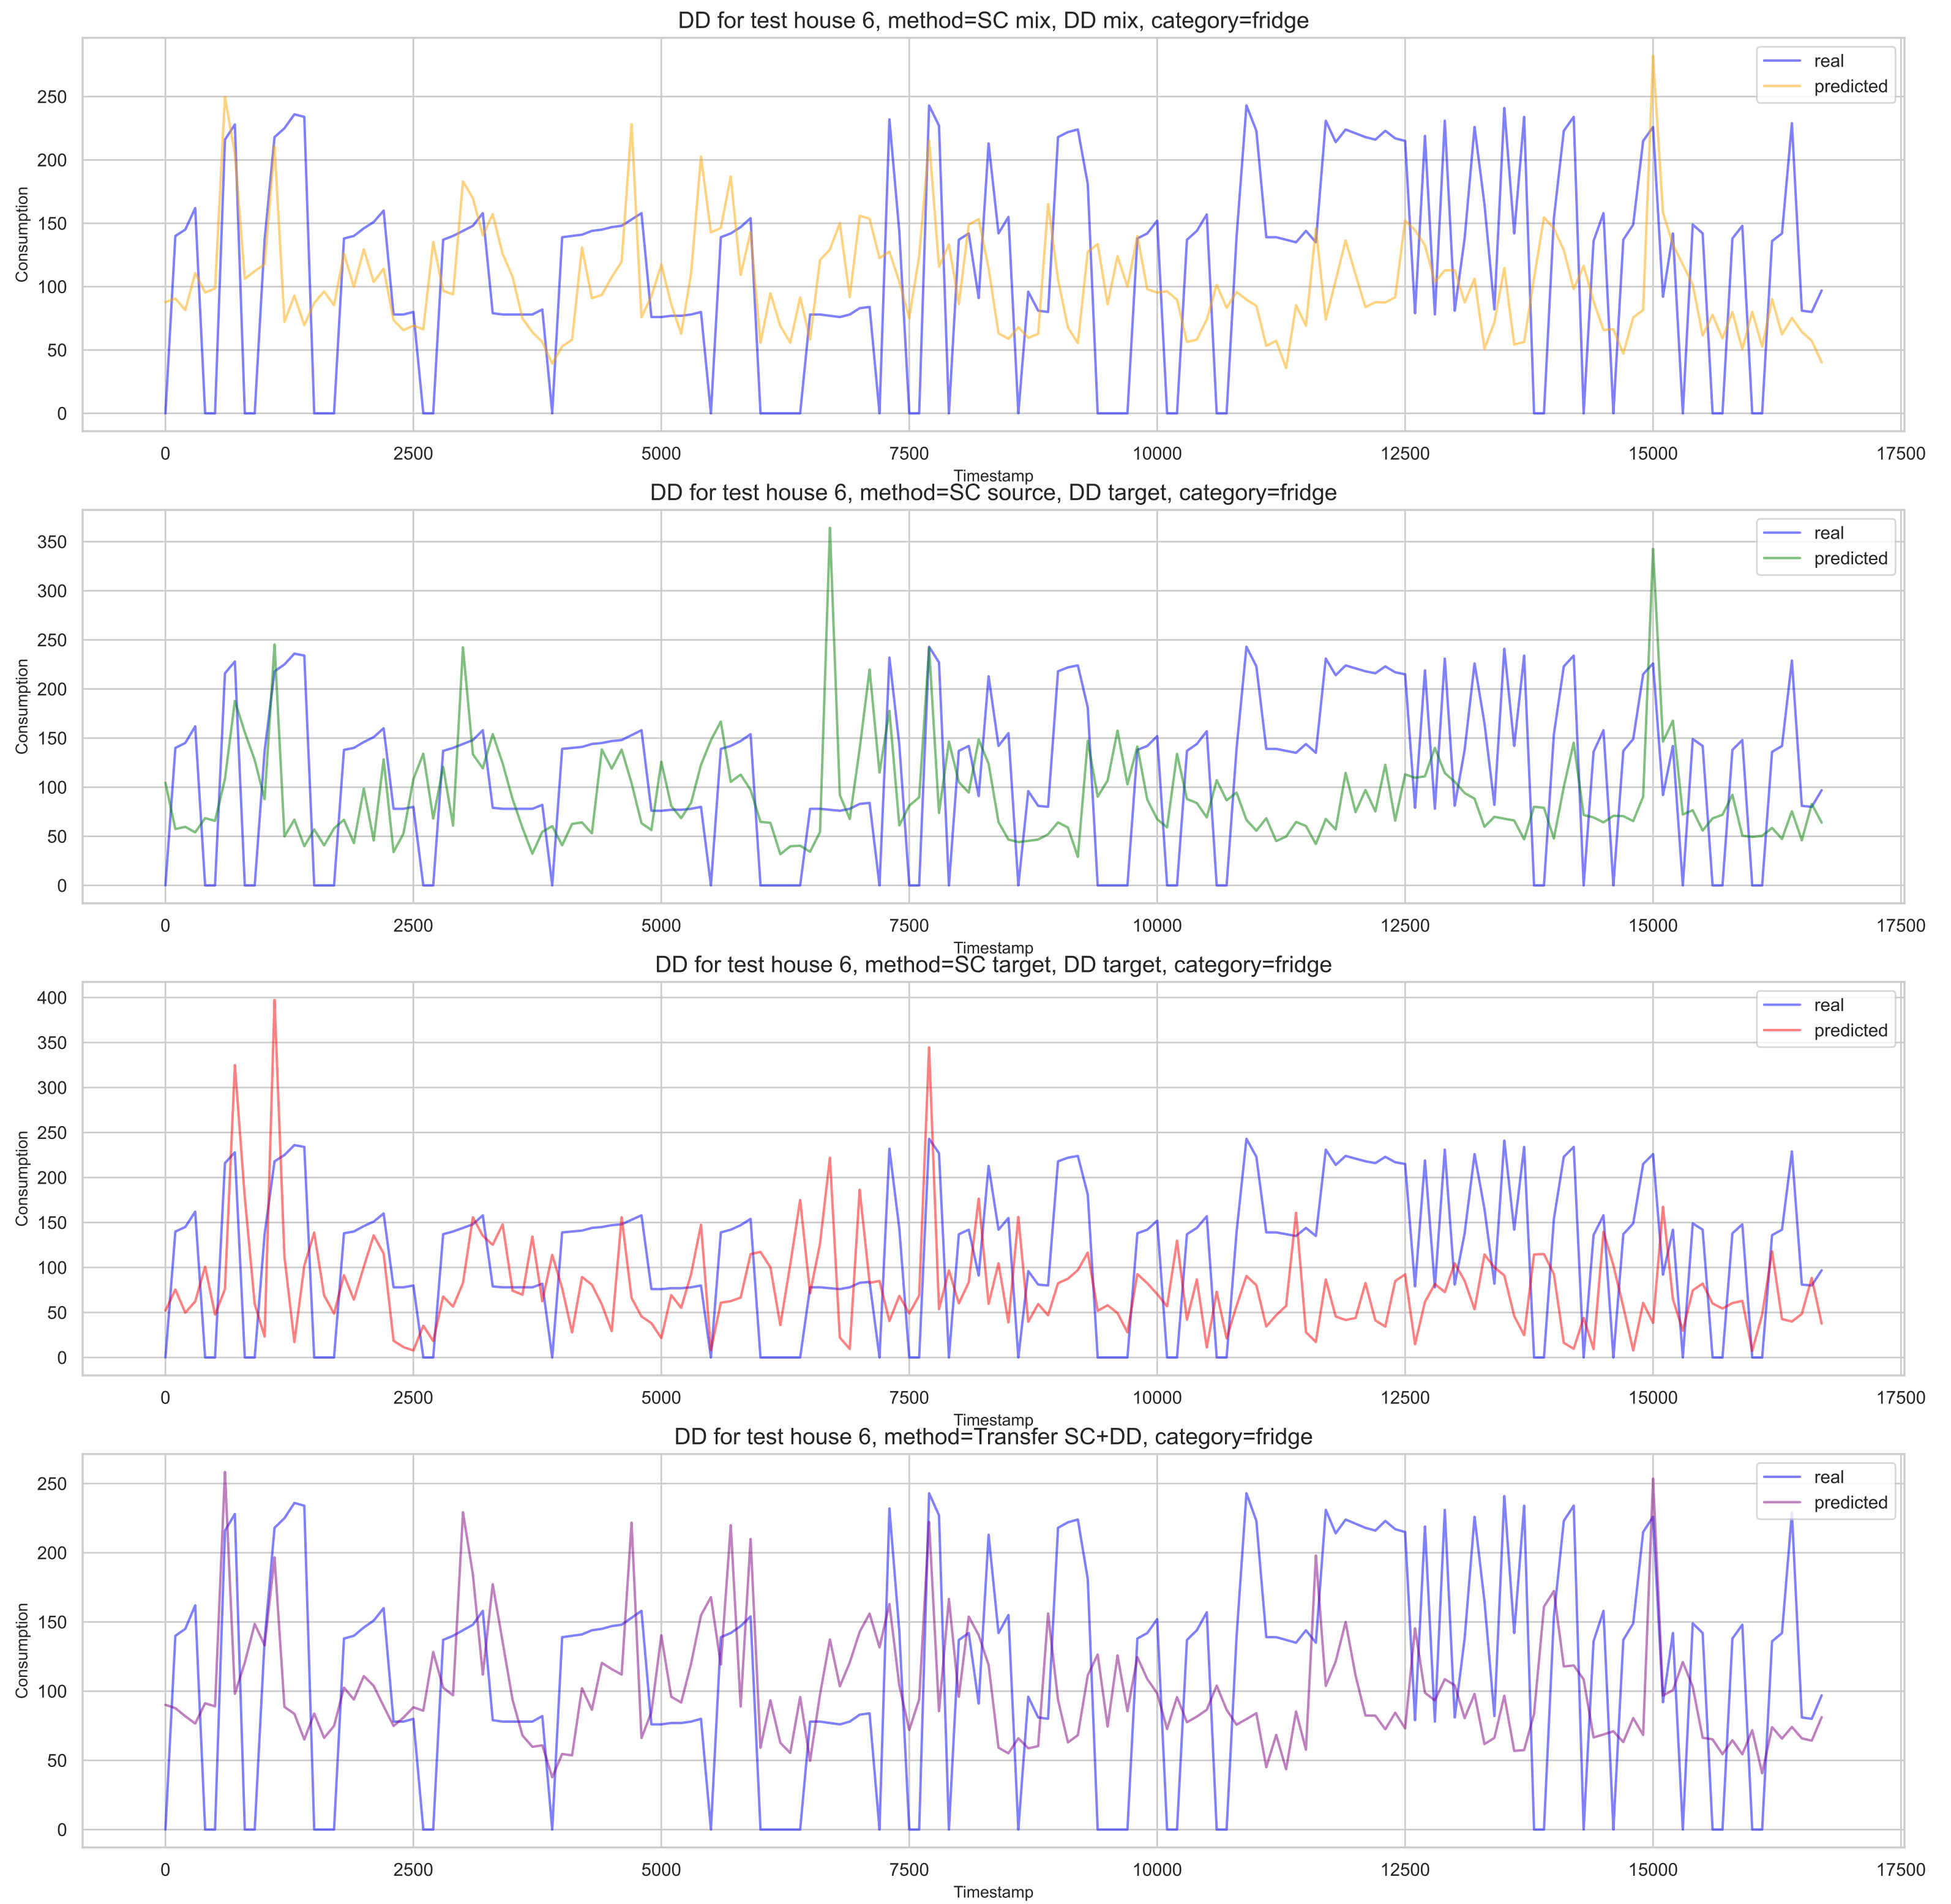 DD for test house 6, method=SC mix, DD mix, category=fridge
real
predicted
Consumption
250
200
150
100
50
0
0 2500 5000 7500 10000 12500 15000 17500
Timestamp
DD for test house 6, method=SC source, DD target, category=fridge
real
predicted
Consumption
350
300
250
200
150
100
50
0
0 2500 5000 7500 10000 12500 15000 17500
Timestamp
DD for test house 6, method=SC target, DD target, category=fridge
real
predicted
Consumption
400
350
300
250
200
150
100
50
0
0 2500 5000 7500 10000 12500 15000 17500
Timestamp
DD for test house 6, method=Transfer SC+DD, category=fridge
real
predicted
Consumption
250
200
150
100
50
0
0 2500 5000 7500 10000 12500 15000 17500
Timestamp